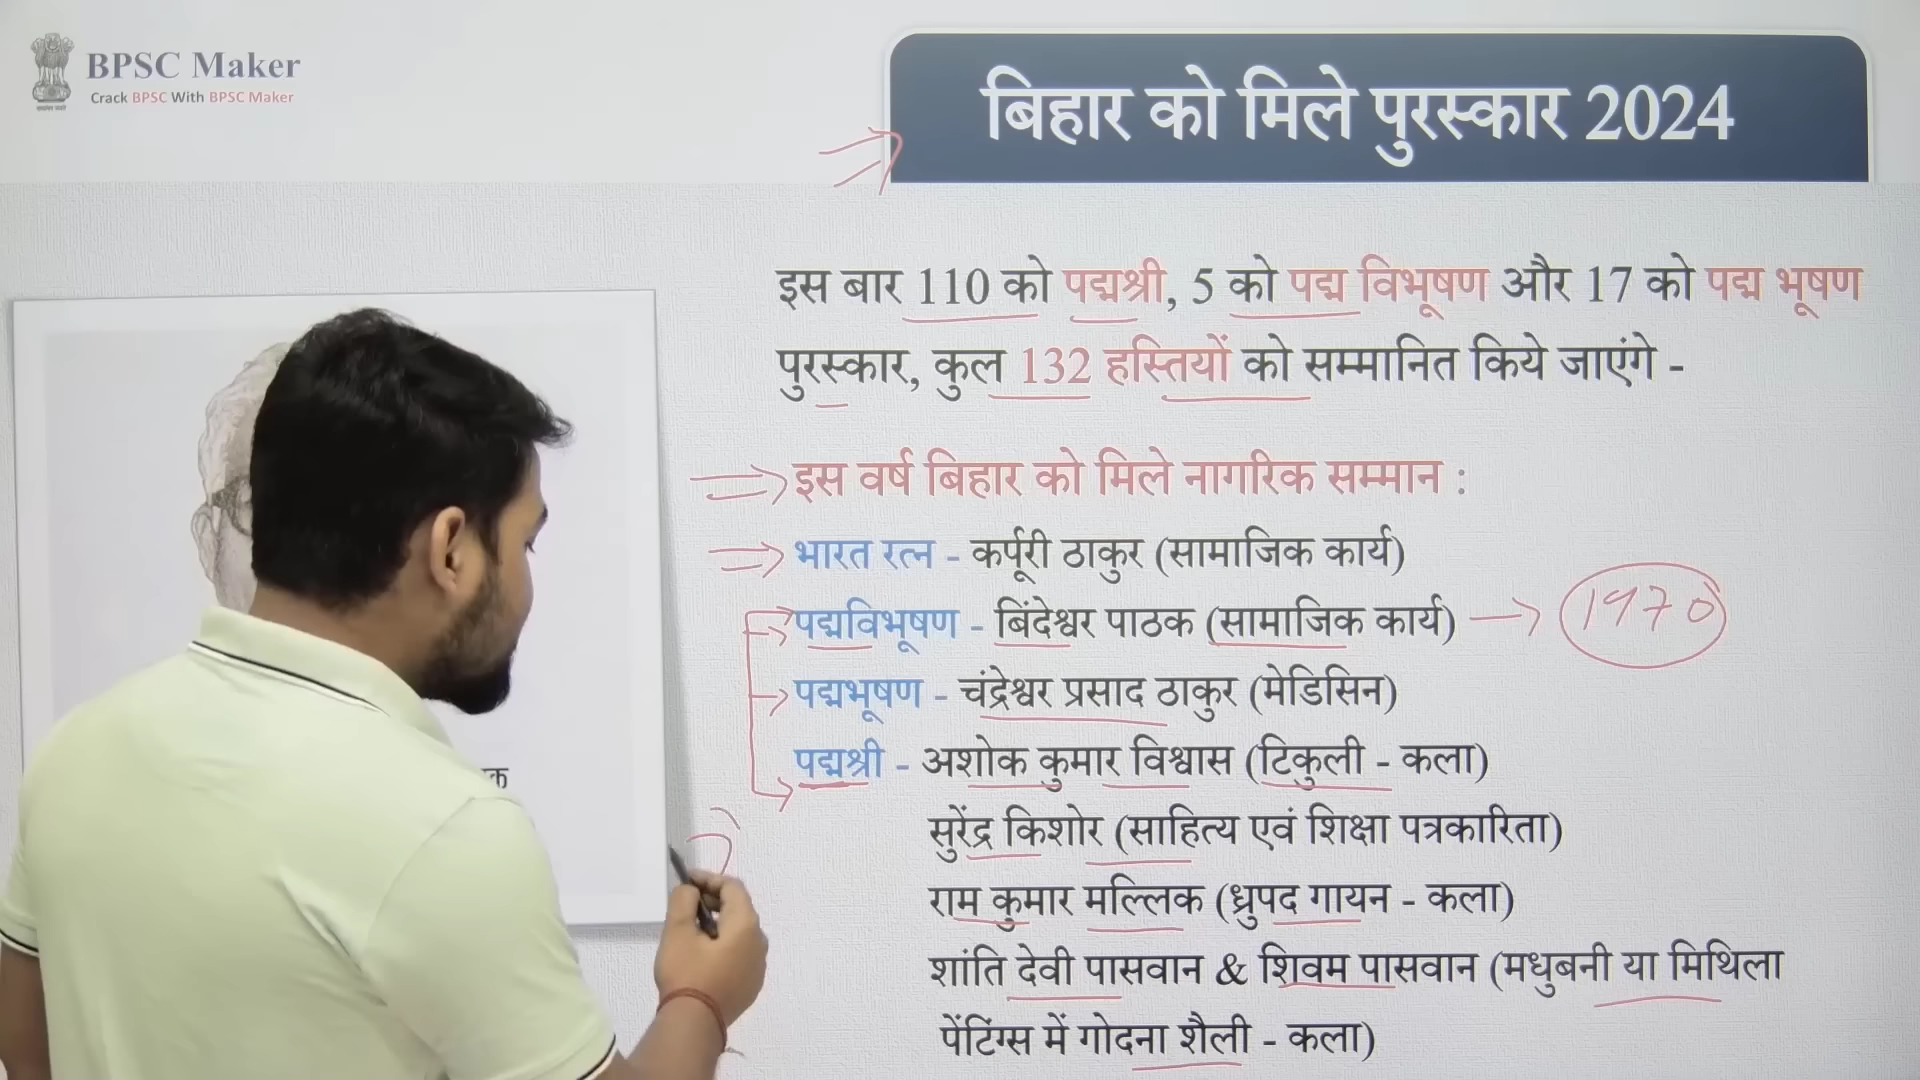 BPSC Maker
Crack BPSC With BPSC Maker
बिहार को मिले पुरस्कार 2024
इस बार 110 को पद्मश्री, 5 को पद्म विभूषण और 17 को पद्म भूषण
पुरस्कार, कुल 132 हस्तियों को सम्मानित किये जाएंगे -
इस वर्ष बिहार को मिले नागरिक सम्मान :
भारत रत्न - कर्पूरी ठाकुर (सामाजिक कार्य)
पद्मविभूषण - बिंदेश्वर पाठक (सामाजिक कार्य) 1970
पद्मभूषण - चंद्रेश्वर प्रसाद ठाकुर (मेडिसिन)
पद्मश्री - अशोक कुमार विश्वास (टिकुली - कला)
सुरेंद्र किशोर (साहित्य एवं शिक्षा पत्रकारिता)
राम कुमार मल्लिक (ध्रुपद गायन - कला)
शांति देवी पासवान & शिवम पासवान (मधुबनी या मिथिला
पेंटिंग्स में गोदना शैली - कला)